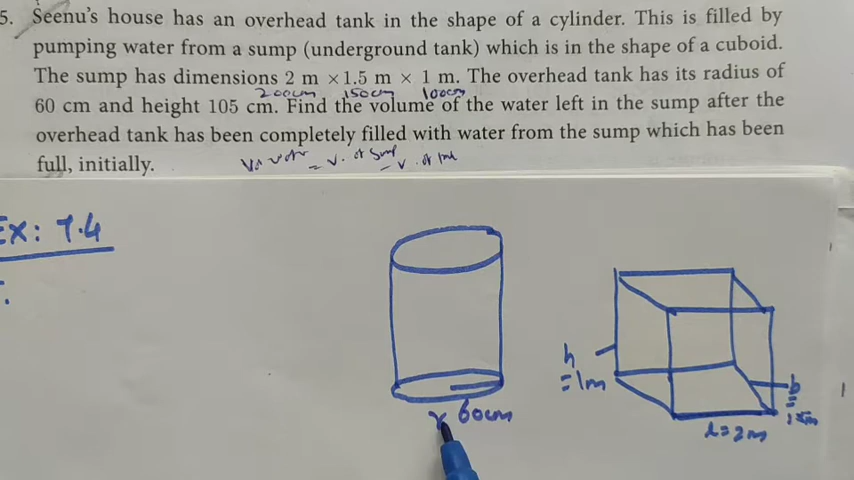 5. Seenu's house has an overhead tank in the shape of a cylinder. This is filled by
pumping water from a sump (underground tank) which is in the shape of a cuboid.
The sump has dimensions 2 m ×1.5 m × 1 m. The overhead tank has its radius of
200cm 150cm 100cm
60 cm and height 105 cm. Find the volume of the water left in the sump after the
overhead tank has been completely filled with water from the sump which has been
full, initially.
= V. of Sump
- V. of
EX: 7.4
h
=1m
b
=
r 60cm
l=2m